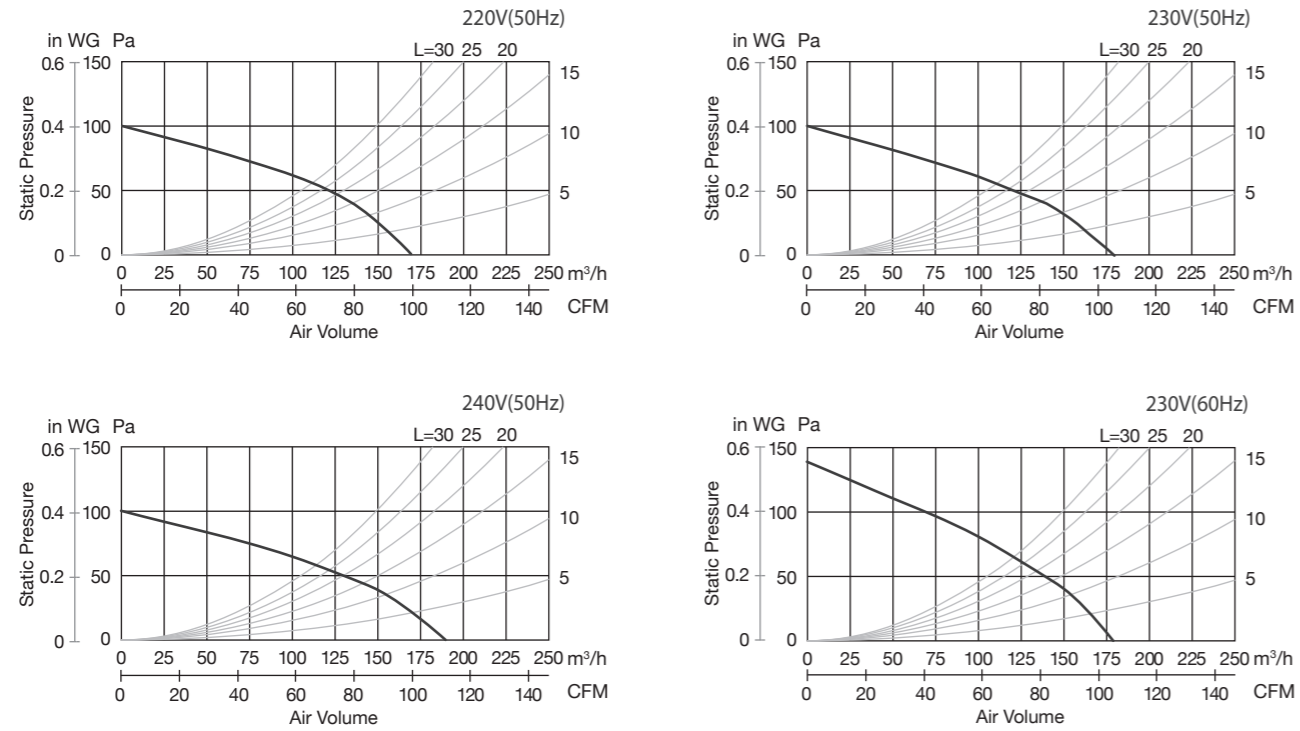 220V(50Hz)
in WG Pa
L=30 25 20
0.6 150
15
0.4 100
10
0.2 50
5
0 0
Static Pressure
0 25 50 75 100 125 150 175 200 225 250 m³/h
0 20 40 60 80 100 120 140 CFM
Air Volume
230V(50Hz)
in WG Pa
L=30 25 20
0.6 150
15
0.4 100
10
0.2 50
5
0 0
Static Pressure
0 25 50 75 100 125 150 175 200 225 250 m³/h
0 20 40 60 80 100 120 140 CFM
Air Volume
240V(50Hz)
in WG Pa
L=30 25 20
0.6 150
15
0.4 100
10
0.2 50
5
0 0
Static Pressure
0 25 50 75 100 125 150 175 200 225 250 m³/h
0 20 40 60 80 100 120 140 CFM
Air Volume
230V(60Hz)
in WG Pa
L=30 25 20
0.6 150
15
0.4 100
10
0.2 50
5
0 0
Static Pressure
0 25 50 75 100 125 150 175 200 225 250 m³/h
0 20 40 60 80 100 120 140 CFM
Air Volume